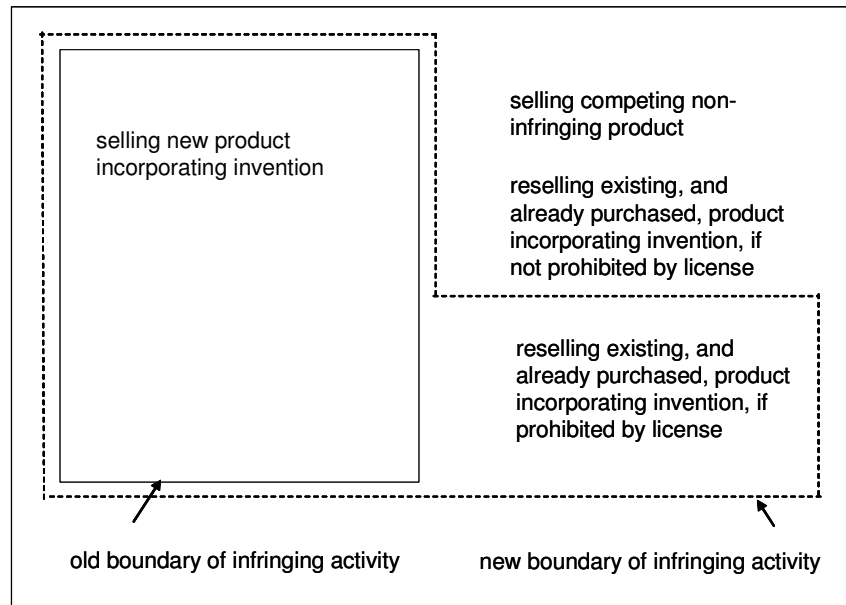 selling new product
incorporating invention
selling competing non-
infringing product
reselling existing, and
already purchased, product
incorporating invention, if
not prohibited by license
reselling existing, and
already purchased, product
incorporating invention, if
prohibited by license
old boundary of infringing activity
new boundary of infringing activity